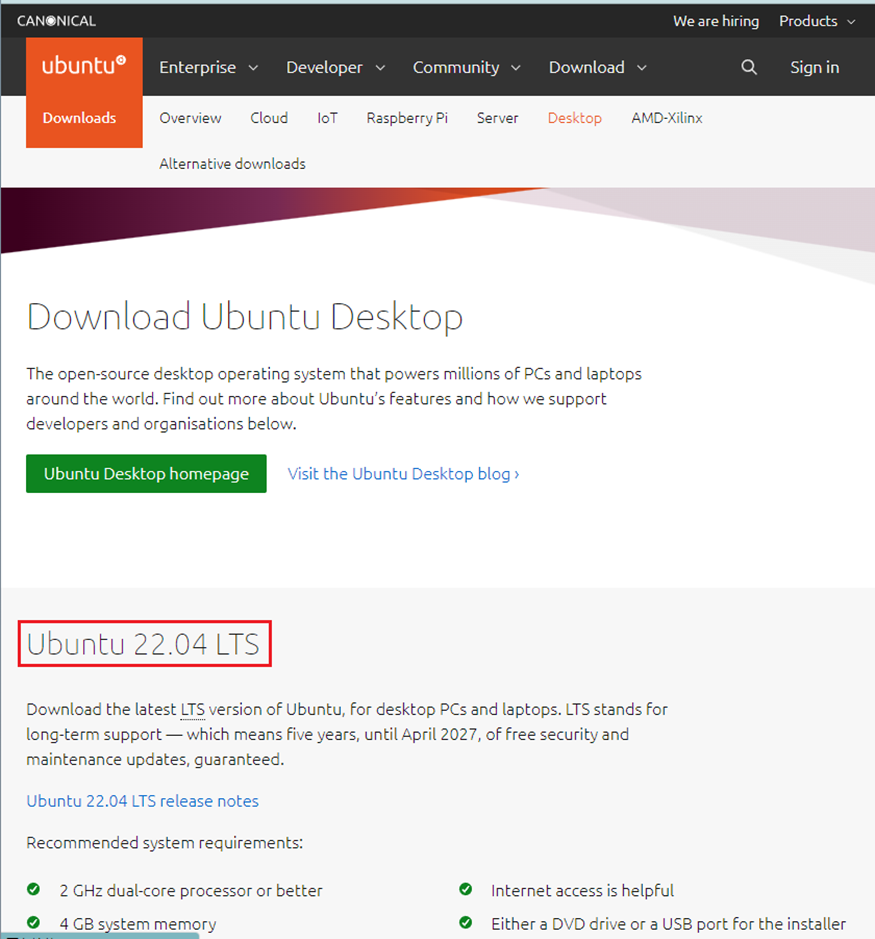 CANONICAL We are hiring Products
ubuntu Enterprise Developer Community Download Sign in
Downloads Overview Cloud IoT Raspberry Pi Server Desktop AMD-Xilinx
Alternative downloads
Download Ubuntu Desktop
The open-source desktop operating system that powers millions of PCs and laptops
around the world. Find out more about Ubuntu’s features and how we support
developers and organisations below.
Ubuntu Desktop homepage Visit the Ubuntu Desktop blog ›
Ubuntu 22.04 LTS
Download the latest LTS version of Ubuntu, for desktop PCs and laptops. LTS stands for
long-term support — which means five years, until April 2027, of free security and
maintenance updates, guaranteed.
Ubuntu 22.04 LTS release notes
Recommended system requirements:
2 GHz dual-core processor or better Internet access is helpful
4 GB system memory Either a DVD drive or a USB port for the installer